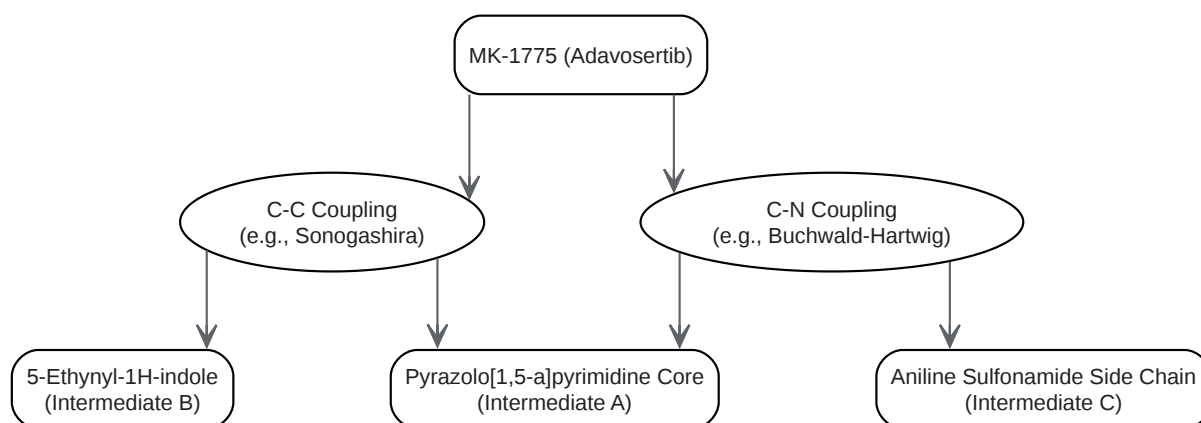 MK-1775 (Adavosertib)
C-C Coupling
(e.g., Sonogashira)
C-N Coupling
(e.g., Buchwald-Hartwig)
5-Ethynyl-1H-indole
(Intermediate B)
Pyrazolo[1,5-a]pyrimidine Core
(Intermediate A)
Aniline Sulfonamide Side Chain
(Intermediate C)